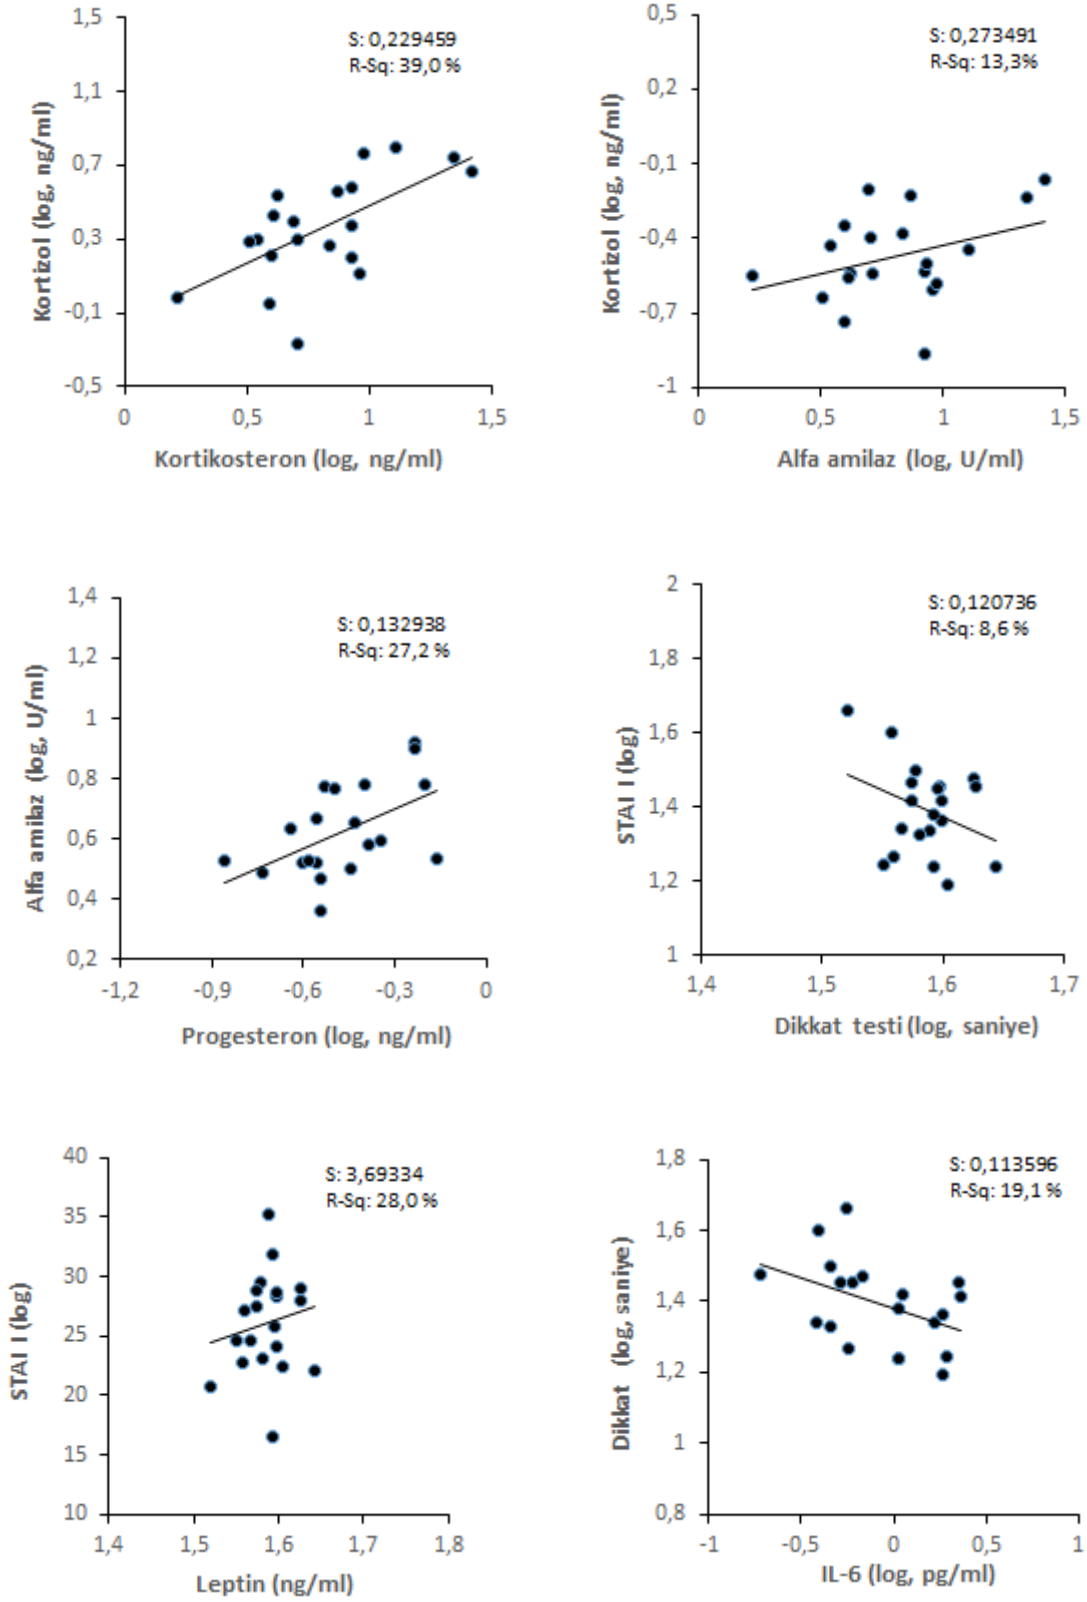 S: 0,229459
R-Sq: 39,0 %
Kortizol (log, ng/ml)
1,5
1,1
0,7
0,3
-0,1
-0,5
0
0,5
1
1,5
Kortikosteron (log, ng/ml)
S: 0,273491
R-Sq: 13,3%
Kortizol (log, ng/ml)
0,5
0,2
-0,1
-0,4
-0,7
-1
0
0,5
1
1,5
Alfa amilaz (log, U/ml)
S: 0,132938
R-Sq: 27,2 %
Alfa amilaz (log, U/ml)
1,4
1,2
1
0,8
0,6
0,4
0,2
-1,2
-0,9
-0,6
-0,3
0
Progesteron (log, ng/ml)
S: 0,120736
R-Sq: 8,6 %
STAI I (log)
2
1,8
1,6
1,4
1,2
1
1,4
1,5
1,6
1,7
Dikkat testi (log, saniye)
S: 3,69334
R-Sq: 28,0 %
STAI I (log)
40
35
30
25
20
15
10
1,4
1,5
1,6
1,7
1,8
Leptin (ng/ml)
S: 0,113596
R-Sq: 19,1 %
Dikkat (log, saniye)
1,8
1,6
1,4
1,2
1
0,8
-1
-0,5
0
0,5
1
IL-6 (log, pg/ml)